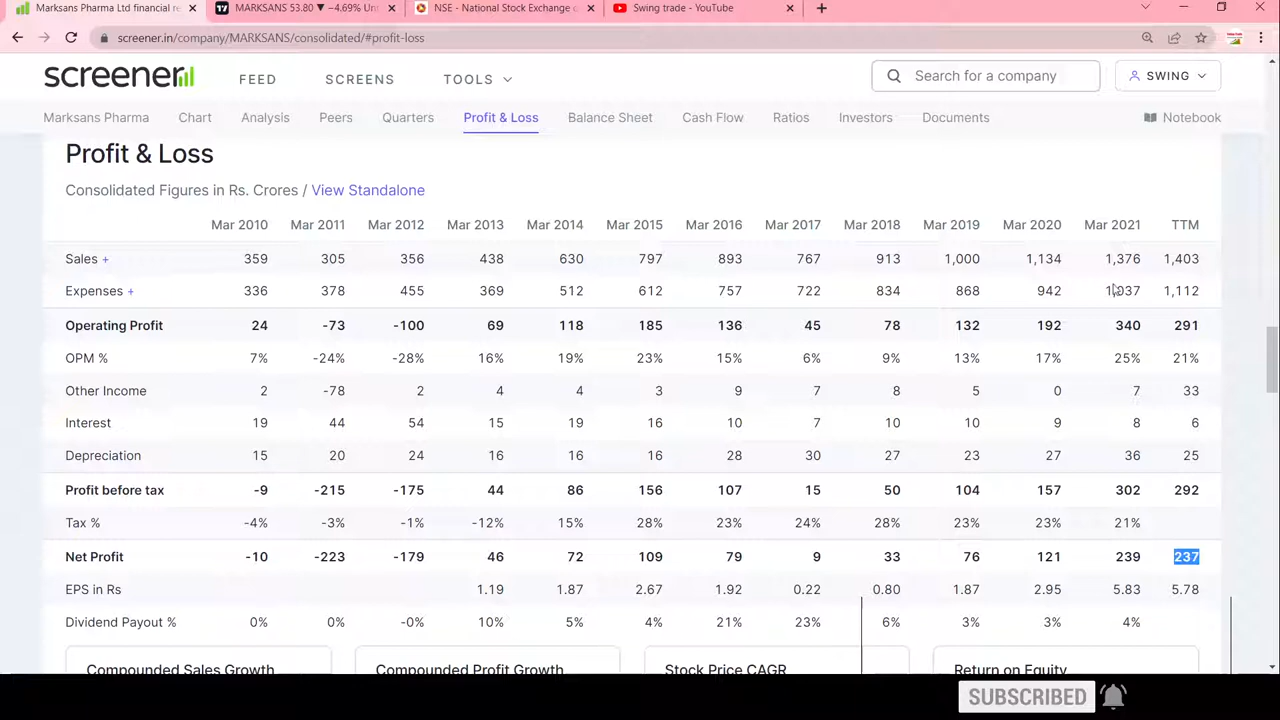 Marksans Pharma Ltd financial re
MARKSANS 53.80 ▼ −4.69% Un
NSE - National Stock Exchange o
Swing trade - YouTube
screener.in/company/MARKSANS/consolidated/#profit-loss
screener
FEED
SCREENS
TOOLS
Search for a company
SWING
Marksans Pharma Chart Analysis Peers Quarters Profit & Loss Balance Sheet Cash Flow Ratios Investors Documents Notebook
Profit & Loss
Consolidated Figures in Rs. Crores / View Standalone
Mar 2010 Mar 2011 Mar 2012 Mar 2013 Mar 2014 Mar 2015 Mar 2016 Mar 2017 Mar 2018 Mar 2019 Mar 2020 Mar 2021 TTM
Sales + 359 305 356 438 630 797 893 767 913 1,000 1,134 1,376 1,403
Expenses + 336 378 455 369 512 612 757 722 834 868 942 1,037 1,112
Operating Profit 24 -73 -100 69 118 185 136 45 78 132 192 340 291
OPM % 7% -24% -28% 16% 19% 23% 15% 6% 9% 13% 17% 25% 21%
Other Income 2 -78 2 4 4 3 9 7 8 5 0 7 33
Interest 19 44 54 15 19 16 10 7 10 10 9 8 6
Depreciation 15 20 24 16 16 16 28 30 27 23 27 36 25
Profit before tax -9 -215 -175 44 86 156 107 15 50 104 157 302 292
Tax % -4% -3% -1% -12% 15% 28% 23% 24% 28% 23% 23% 21%
Net Profit -10 -223 -179 46 72 109 79 9 33 76 121 239 237
EPS in Rs 1.19 1.87 2.67 1.92 0.22 0.80 1.87 2.95 5.83 5.78
Dividend Payout % 0% 0% -0% 10% 5% 4% 21% 23% 6% 3% 3% 4%
Compounded Sales Growth Compounded Profit Growth Stock Price CAGR Return on Equity
SUBSCRIBED